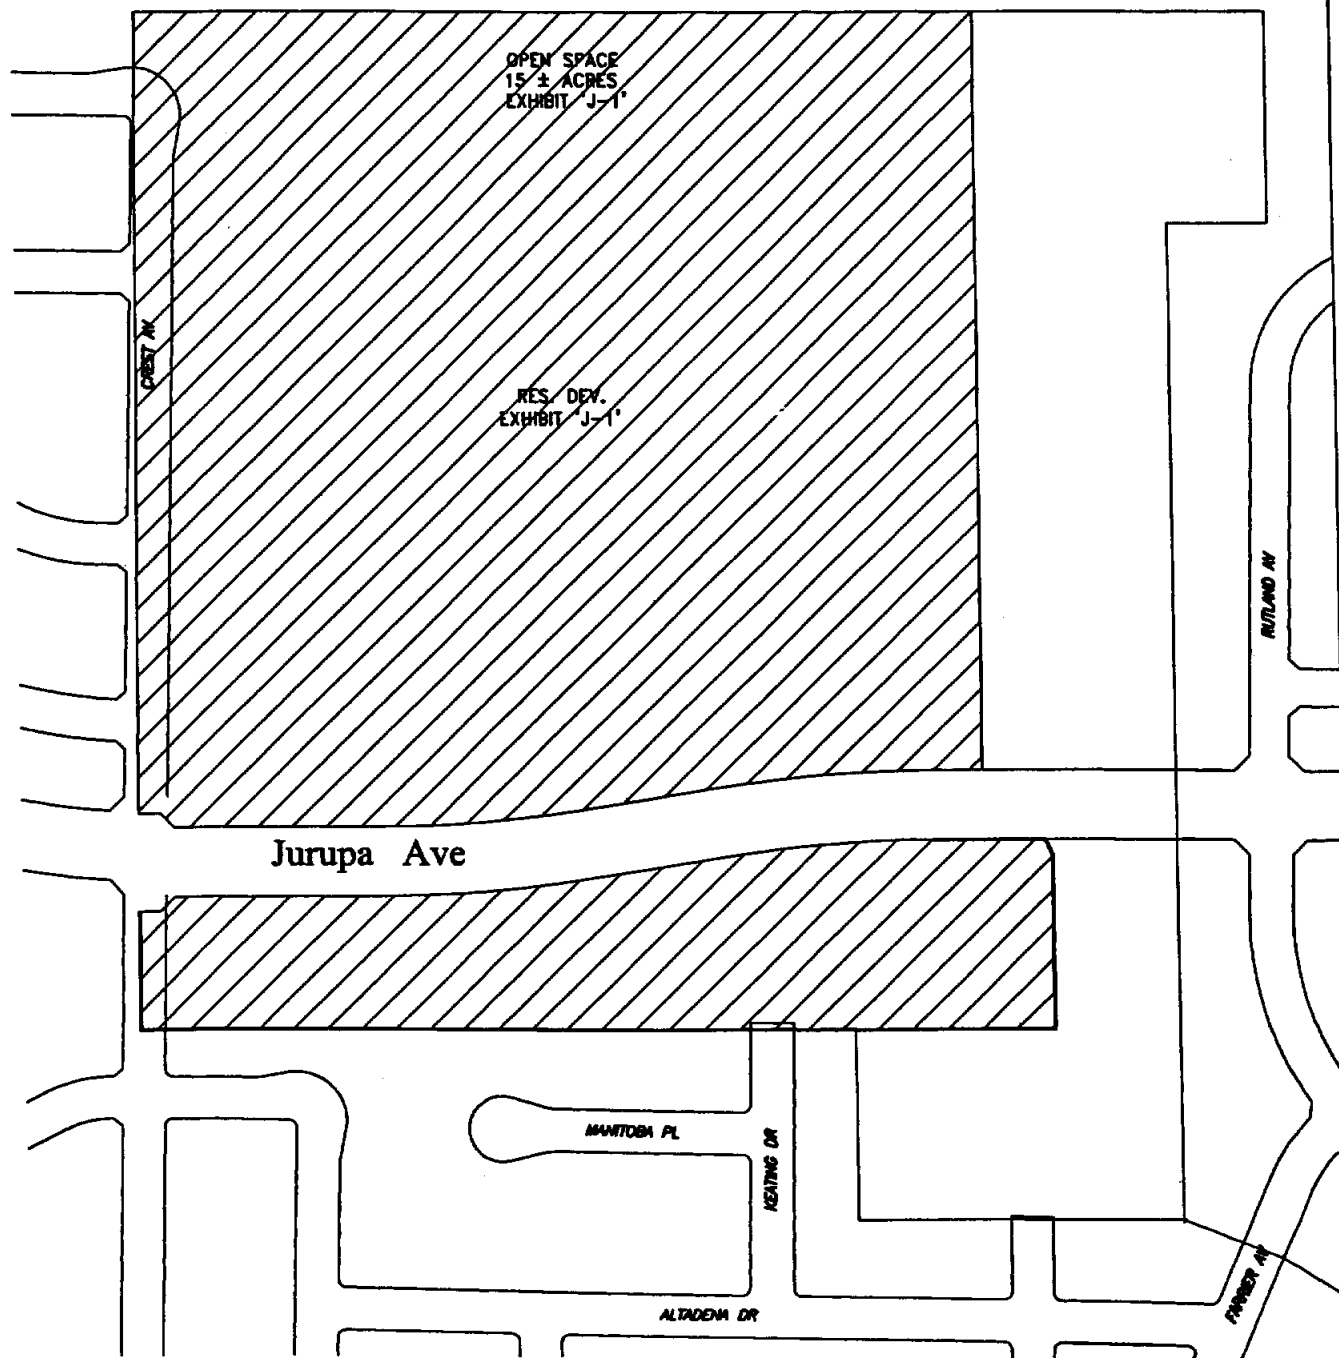 OPEN SPACE
15 ± ACRES
EXHIBIT 'J-1'
CREST AV
RES. DEV.
EXHIBIT 'J-1'
RUTLAND AV
Jurupa Ave
MANITOBA PL
KEATING DR
FARRIER AV
ALTADENA DR